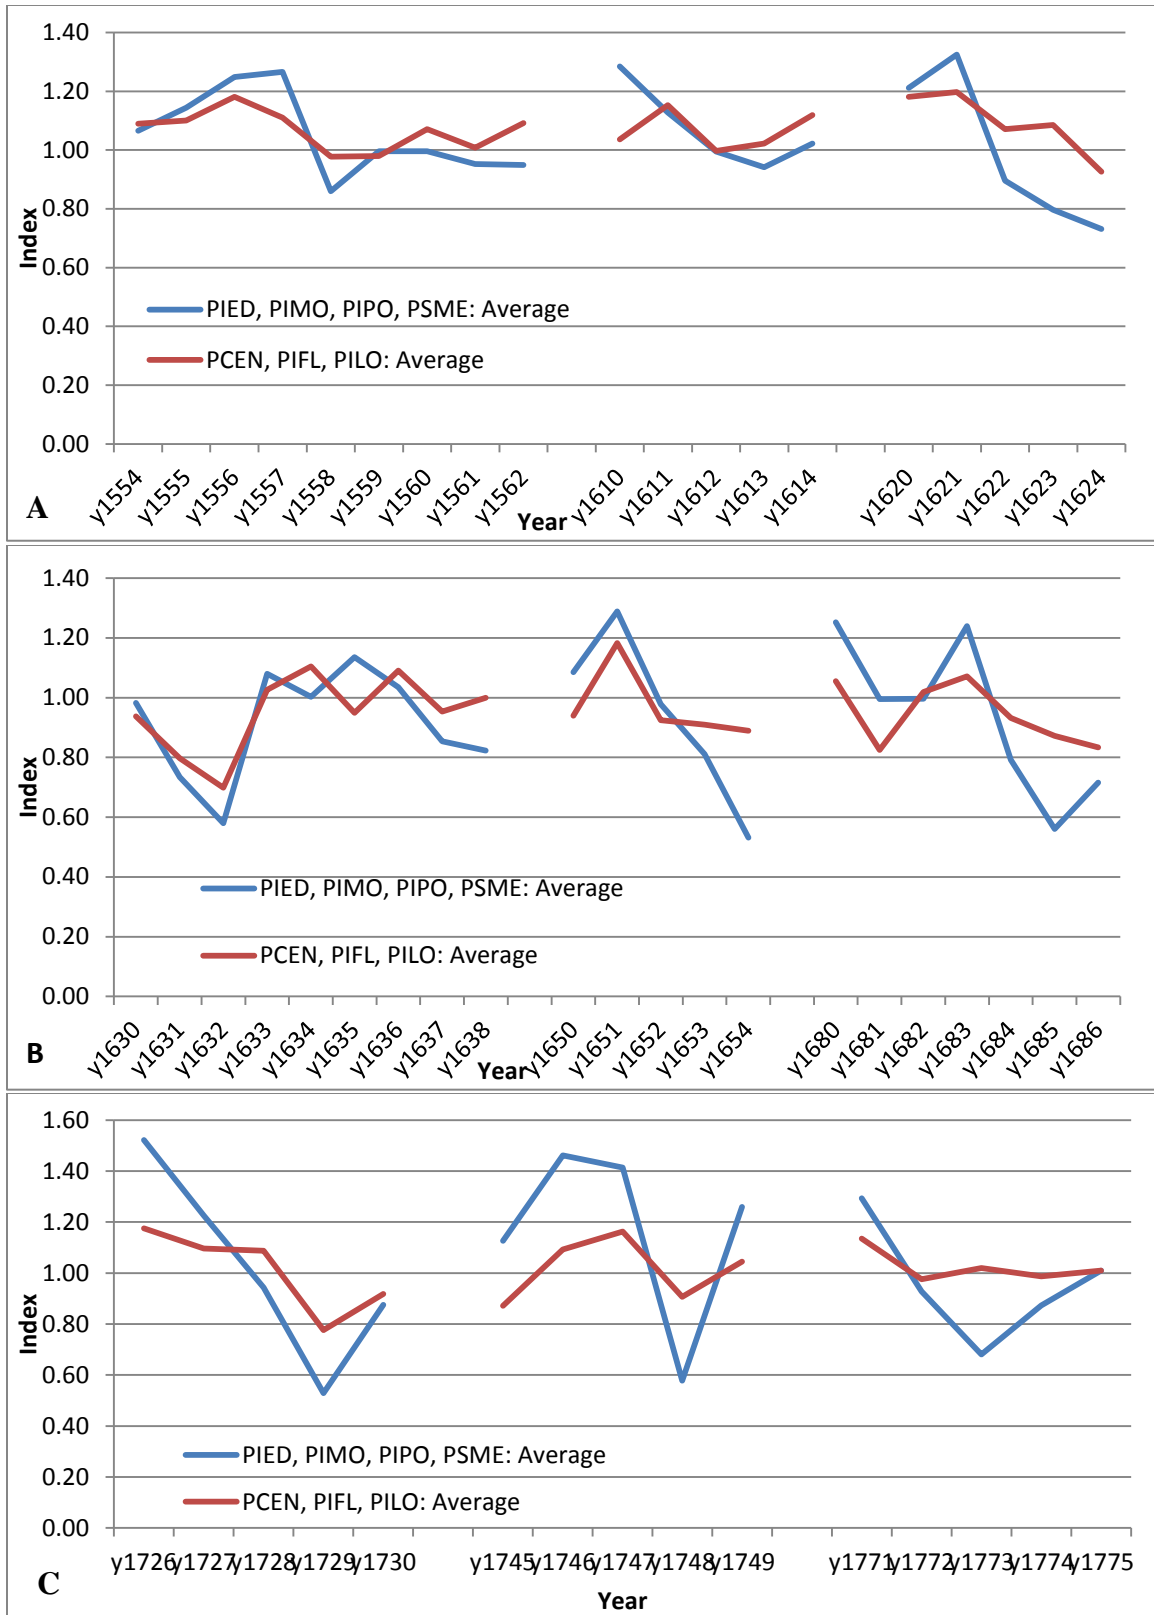 1.40
1.20
1.00
0.80
0.60
0.40
0.20
0.00
Index
PIED, PIMO, PIPO, PSME: Average
PCEN, PIFL, PILO: Average
y1554 y1555 y1556 y1557 y1558 y1559 y1560 y1561 y1562 y1610 y1611 y1612 y1613 y1614 y1620 y1621 y1622 y1623 y1624
A
Year
1.40
1.20
1.00
0.80
0.60
0.40
0.20
0.00
Index
PIED, PIMO, PIPO, PSME: Average
PCEN, PIFL, PILO: Average
y1630 y1631 y1632 y1633 y1634 y1635 y1636 y1637 y1638 y1650 y1651 y1652 y1653 y1654 y1680 y1681 y1682 y1683 y1684 y1685 y1686
B
Year
1.60
1.40
1.20
1.00
0.80
0.60
0.40
0.20
0.00
Index
PIED, PIMO, PIPO, PSME: Average
PCEN, PIFL, PILO: Average
y1726 y1727 y1728 y1729 y1730 y1745 y1746 y1747 y1748 y1749 y1771 y1772 y1773 y1774 y1775
C
Year